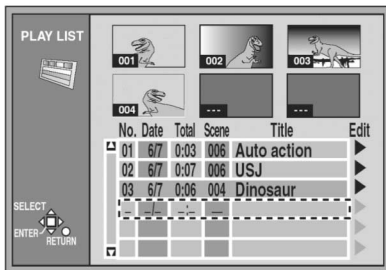 PLAY LIST
001 002 003
004 ---
No. Date Total Scene Title Edit
01 6/7 0:03 006 Auto action
02 6/7 0:07 006 USJ
03 6/7 0:06 004 Dinosaur
_ _/_ _:_ __
SELECT
ENTER
RETURN